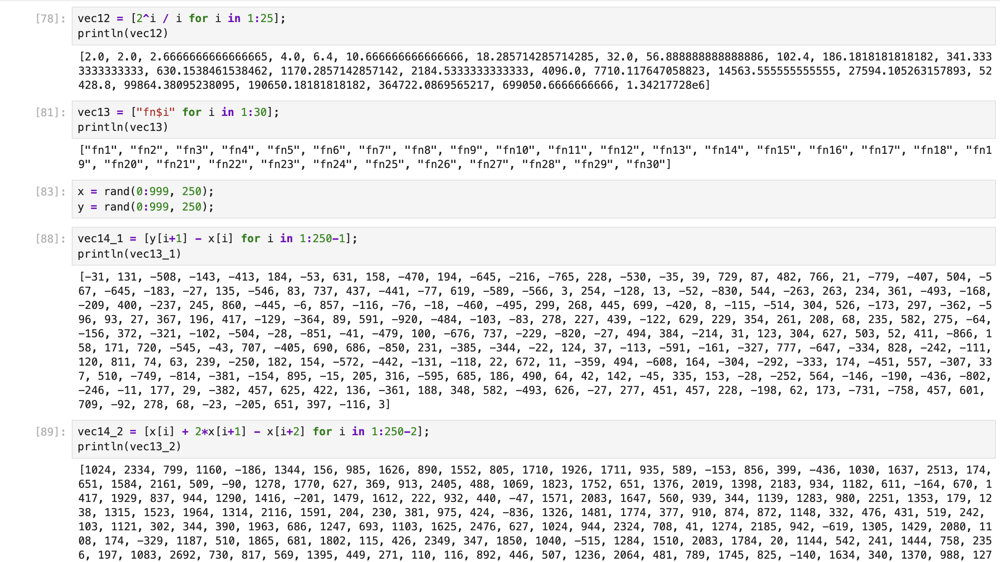 [78]: vec12 = [2^i / i for i in 1:25];
println(vec12)
[2.0, 2.0, 2.6666666666666665, 4.0, 6.4, 10.666666666666666, 18.285714285714285, 32.0, 56.888888888888886, 102.4, 186.1818181818182, 341.333
3333333333, 630.1538461538462, 1170.2857142857142, 2184.5333333333333, 4096.0, 7710.117647058823, 14563.555555555555, 27594.105263157893, 52
428.8, 99864.38095238095, 190650.18181818182, 364722.0869565217, 699050.6666666666, 1.34217728e6]
[81]: vec13 = ["fn$i" for i in 1:30];
println(vec13)
["fn1", "fn2", "fn3", "fn4", "fn5", "fn6", "fn7", "fn8", "fn9", "fn10", "fn11", "fn12", "fn13", "fn14", "fn15", "fn16", "fn17", "fn18", "fn1
9", "fn20", "fn21", "fn22", "fn23", "fn24", "fn25", "fn26", "fn27", "fn28", "fn29", "fn30"]
[83]: x = rand(0:999, 250);
y = rand(0:999, 250);
[88]: vec14_1 = [y[i+1] − x[i] for i in 1:250−1];
println(vec13_1)
[−31, 131, −508, −143, −413, 184, −53, 631, 158, −470, 194, −645, −216, −765, 228, −530, −35, 39, 729, 87, 482, 766, 21, −779, −407, 504, −5
67, −645, −183, −27, 135, −546, 83, 737, 437, −441, −77, 619, −589, −566, 3, 254, −128, 13, −52, −830, 544, −263, 263, 234, 361, −493, −168,
−209, 400, −237, 245, 860, −445, −6, 857, −116, −76, −18, −460, −495, 299, 268, 445, 699, −420, 8, −115, −514, 304, 526, −173, 297, −362, −5
96, 93, 27, 367, 196, 417, −129, −364, 89, 591, −920, −484, −103, −83, 278, 227, 439, −122, 629, 229, 354, 261, 208, 68, 235, 582, 275, −64,
−156, 372, −321, −102, −504, −28, −851, −41, −479, 100, −676, 737, −229, −820, −27, 494, 384, −214, 31, 123, 304, 627, 503, 52, 411, −866, 1
58, 171, 720, −545, −43, 707, −405, 690, 686, −850, 231, −385, −344, −22, 124, 37, −113, −591, −161, −327, 777, −647, −334, 828, −242, −111,
120, 811, 74, 63, 239, −250, 182, 154, −572, −442, −131, −118, 22, 672, 11, −359, 494, −608, 164, −304, −292, −333, 174, −451, 557, −307, 33
7, 510, −749, −814, −381, −154, 895, −15, 205, 316, −595, 685, 186, 490, 64, 42, 142, −45, 335, 153, −28, −252, 564, −146, −190, −436, −802,
−246, −11, 177, 29, −382, 457, 625, 422, 136, −361, 188, 348, 582, −493, 626, −27, 277, 451, 457, 228, −198, 62, 173, −731, −758, 457, 601,
709, −92, 278, 68, −23, −205, 651, 397, −116, 3]
[89]: vec14_2 = [x[i] + 2*x[i+1] − x[i+2] for i in 1:250−2];
println(vec13_2)
[1024, 2334, 799, 1160, −186, 1344, 156, 985, 1626, 890, 1552, 805, 1710, 1926, 1711, 935, 589, −153, 856, 399, −436, 1030, 1637, 2513, 174,
651, 1584, 2161, 509, −90, 1278, 1770, 627, 369, 913, 2405, 488, 1069, 1823, 1752, 651, 1376, 2019, 1398, 2183, 934, 1182, 611, −164, 670, 1
417, 1929, 837, 944, 1290, 1416, −201, 1479, 1612, 222, 932, 440, −47, 1571, 2083, 1647, 560, 939, 344, 1139, 1283, 980, 2251, 1353, 179, 12
38, 1315, 1523, 1964, 1314, 2116, 1591, 204, 230, 381, 975, 424, −836, 1326, 1481, 1774, 377, 910, 874, 872, 1148, 332, 476, 431, 519, 242,
103, 1121, 302, 344, 390, 1963, 686, 1247, 693, 1103, 1625, 2476, 627, 1024, 944, 2324, 708, 41, 1274, 2185, 942, −619, 1305, 1429, 2080, 11
08, 174, −329, 1187, 510, 1865, 681, 1802, 115, 426, 2349, 347, 1850, 1040, −515, 1284, 1510, 2083, 1784, 20, 1144, 542, 241, 1444, 758, 235
6, 197, 1083, 2692, 730, 817, 569, 1395, 449, 271, 110, 116, 892, 446, 507, 1236, 2064, 481, 789, 1745, 825, −140, 1634, 340, 1370, 988, 127